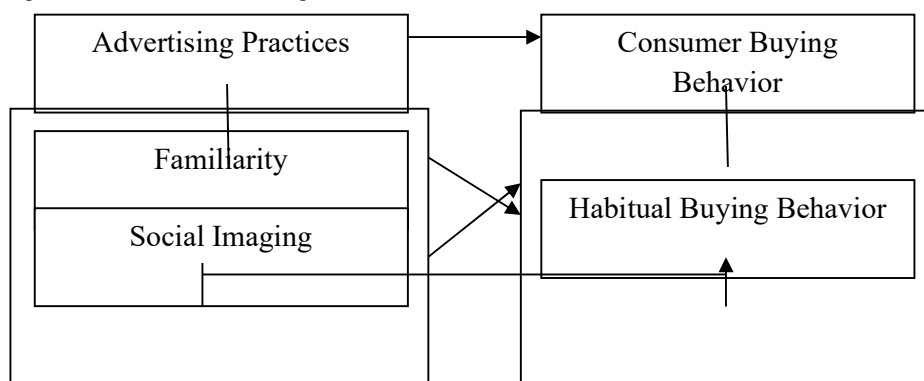 Advertising Practices
Consumer Buying
Behavior
Familiarity
Habitual Buying Behavior
Social Imaging